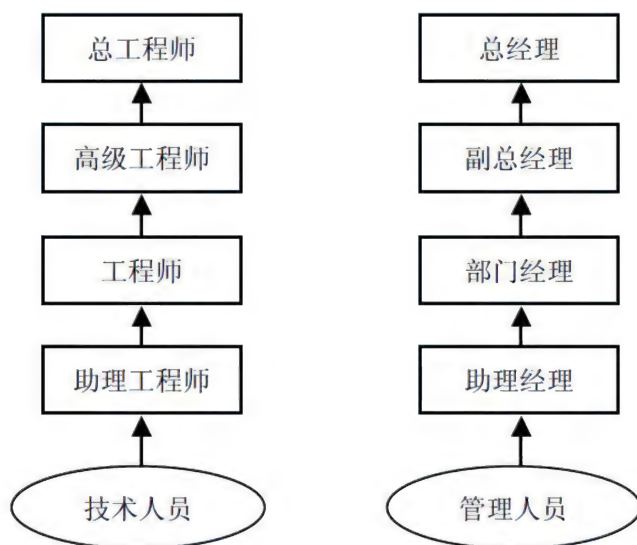 总工程师
高级工程师
工程师
助理工程师
技术人员
总经理
副总经理
部门经理
助理经理
管理人员